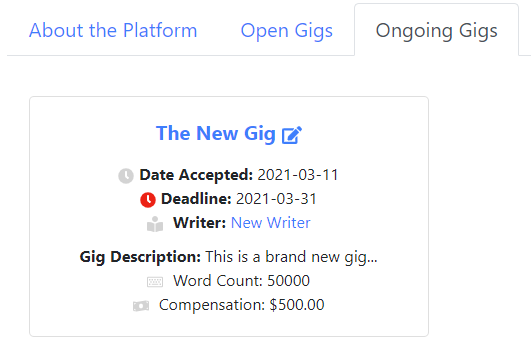 About the Platform Open Gigs Ongoing Gigs
The New Gig
Date Accepted: 2021-03-11
Deadline: 2021-03-31
Writer: New Writer
Gig Description: This is a brand new gig...
Word Count: 50000
Compensation: $500.00